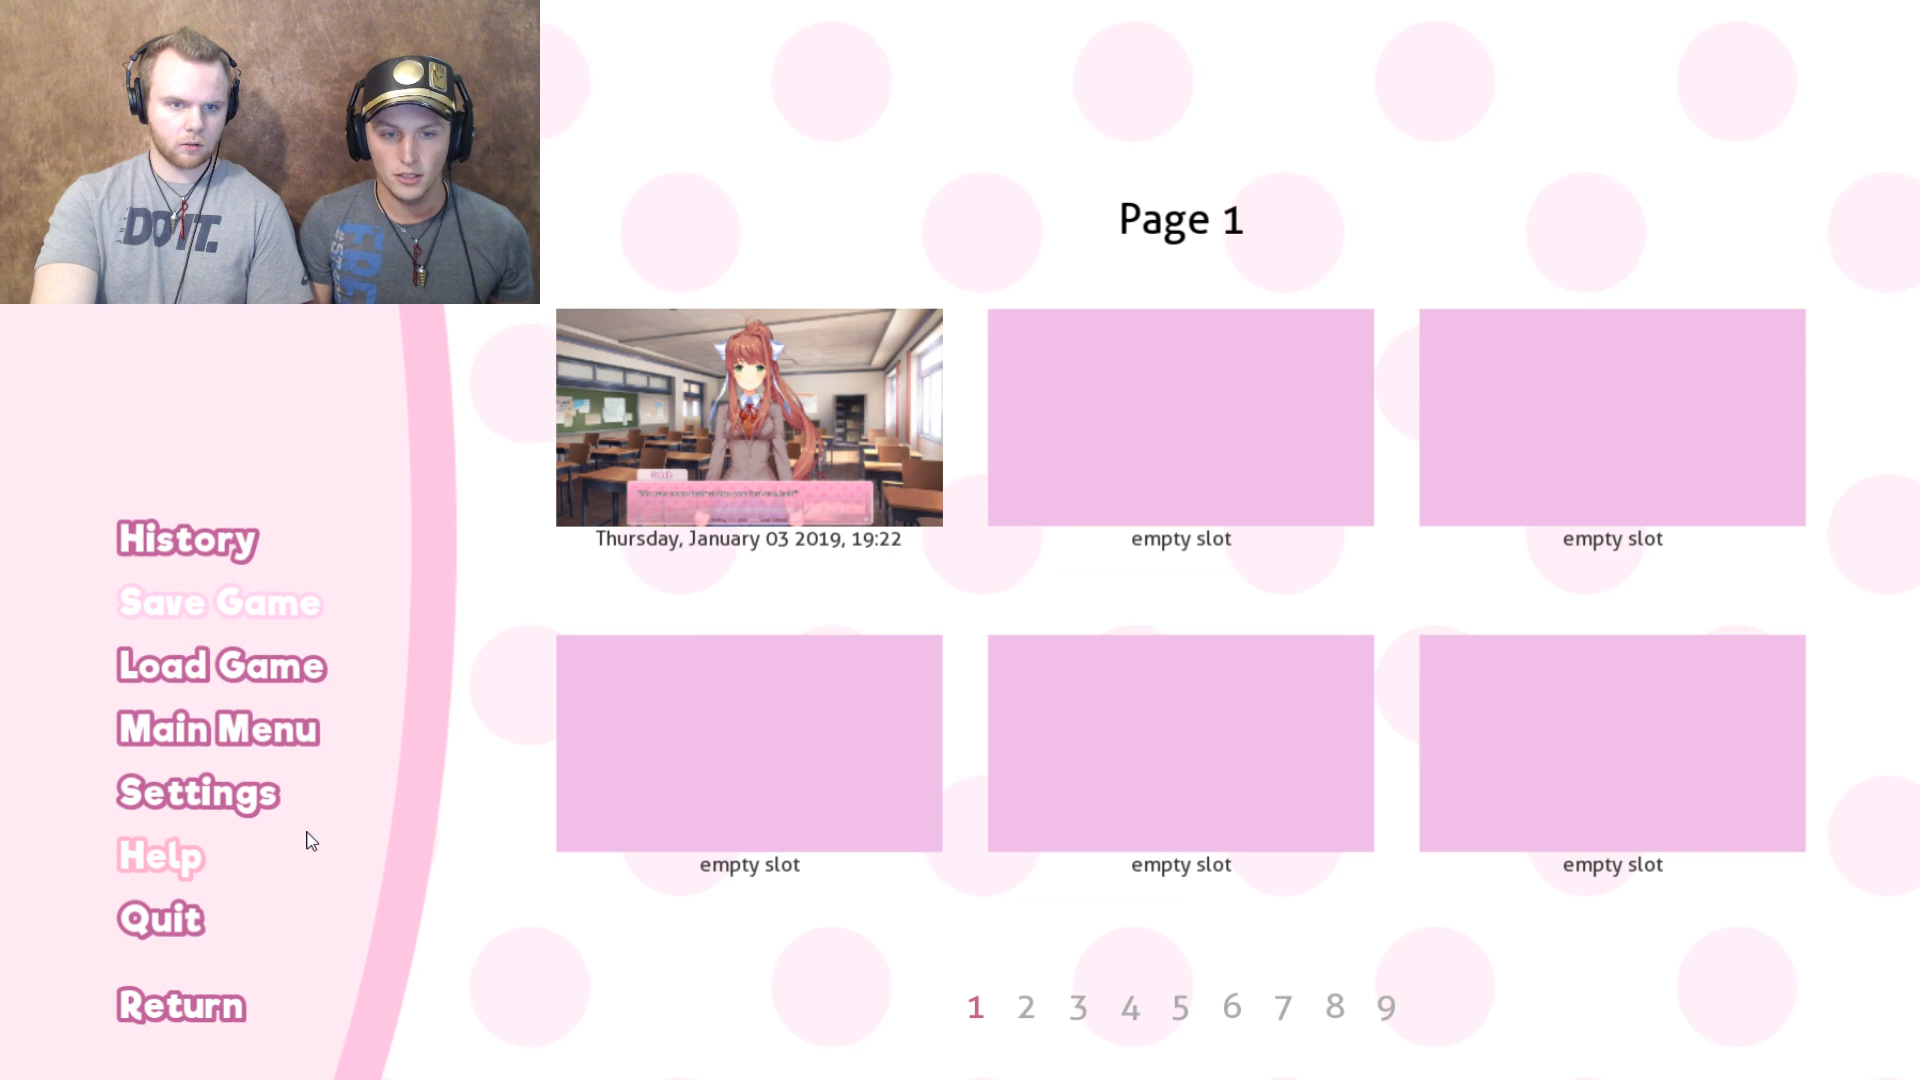 DO IT.
Page 1
Thursday, January 03 2019, 19:22
empty slot
empty slot
History
Save Game
Load Game
Main Menu
Settings
Help
Quit
Return
empty slot
empty slot
empty slot
1 2 3 4 5 6 7 8 9